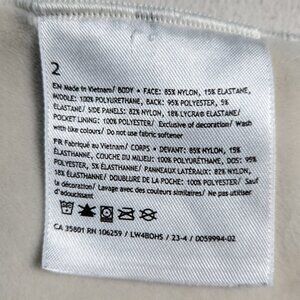 2
EN Made in Vietnam/ BODY • FACE: 85% NYLON, 15% ELASTANE,
MIDDLE: 100% POLYURETHANE, BACK: 95% POLYESTER, 5%
ELASTANE/ SIDE PANELS: 82% NYLON, 18% LYCRA® ELASTANE/
POCKET LINING: 100% POLYESTER/ Exclusive of decoration/ Wash
with like colours/ Do not use fabric softener
FR Fabriqué au Vietnam/ CORPS • DEVANT: 85% NYLON, 15%
ÉLASTHANNE, COUCHE DU MILIEU: 100% POLYURÉTHANE, DOS: 95%
POLYESTER, 5% ÉLASTHANNE/ PANNEAUX LATÉRAUX: 82% NYLON,
18% ÉLASTHANNE/ DOUBLURE DE LA POCHE: 100% POLYESTER/ Sauf
la décoration/ Lavage avec des coloris similaires/ Ne pas utiliser
d'adoucissant
CA 35801 RN 106259 / LW4BOHS / 23-4 / 0059994-02